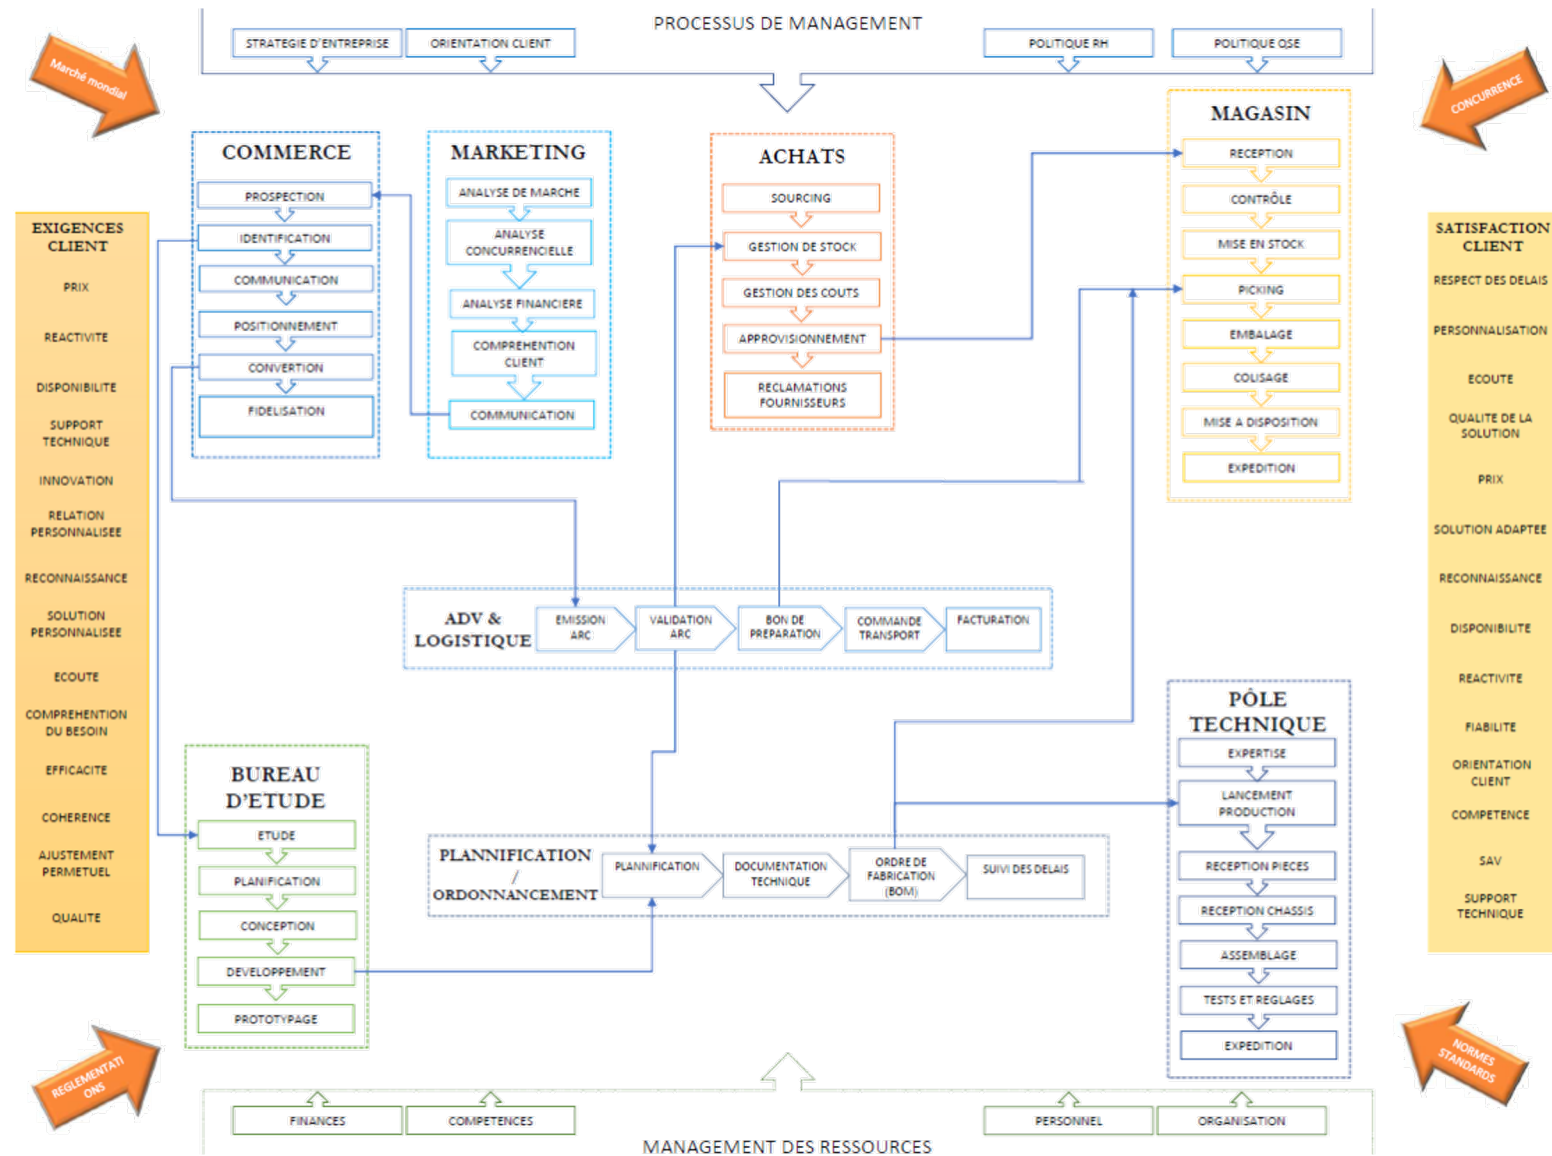 PROCESSUS DE MANAGEMENT
STRATEGIE D'ENTREPRISE
ORIENTATION CLIENT
POLITIQUE RH
POLITIQUE QSE
Marché mondial
CONCURRENCE
EXIGENCES
CLIENT
PRIX
REACTIVITE
DISPONIBILITE
SUPPORT
TECHNIQUE
INNOVATION
RELATION
PERSONNALISEE
RECONNAISSANCE
SOLUTION
PERSONNALISEE
ECOUTE
COMPREHENTION
DU BESOIN
EFFICACITE
COHERENCE
AJUSTEMENT
PERMETUEL
QUALITE
COMMERCE
PROSPECTION
IDENTIFICATION
COMMUNICATION
POSITIONNEMENT
CONVERTION
FIDELISATION
MARKETING
ANALYSE DE MARCHE
ANALYSE
CONCURRENCIELLE
ANALYSE FINANCIERE
COMPREHENTION
CLIENT
COMMUNICATION
ACHATS
SOURCING
GESTION DE STOCK
GESTION DES COUTS
APPROVISIONNEMENT
RECLAMATIONS
FOURNISSEURS
MAGASIN
RECEPTION
CONTRÔLE
MISE EN STOCK
PICKING
EMBALAGE
COLISAGE
MISE A DISPOSITION
EXPEDITION
SATISFACTION
CLIENT
RESPECT DES DELAIS
PERSONNALISATION
ECOUTE
QUALITE DE LA
SOLUTION
PRIX
SOLUTION ADAPTEE
RECONNAISSANCE
DISPONIBILITE
REACTIVITE
FIABILITE
ORIENTATION
CLIENT
COMPETENCE
SAV
SUPPORT
TECHNIQUE
ADV &
LOGISTIQUE
EMISSION
ARC
VALIDATION
ARC
BON DE
PREPARATION
COMMANDE
TRANSPORT
FACTURATION
BUREAU
D'ETUDE
ETUDE
PLANIFICATION
CONCEPTION
DEVELOPPEMENT
PROTOTYPAGE
PLANNIFICATION
/
ORDONNANCEMENT
PLANNIFICATION
DOCUMENTATION
TECHNIQUE
ORDRE DE
FABRICATION
(BOM)
SUIVI DES DELAIS
PÔLE
TECHNIQUE
EXPERTISE
LANCEMENT
PRODUCTION
RECEPTION PIECES
RECEPTION CHASSIS
ASSEMBLAGE
TESTS ET REGLAGES
EXPEDITION
REGLEMENTATI
ONS
NORMES
STANDARDS
FINANCES
COMPETENCES
PERSONNEL
ORGANISATION
MANAGEMENT DES RESSOURCES